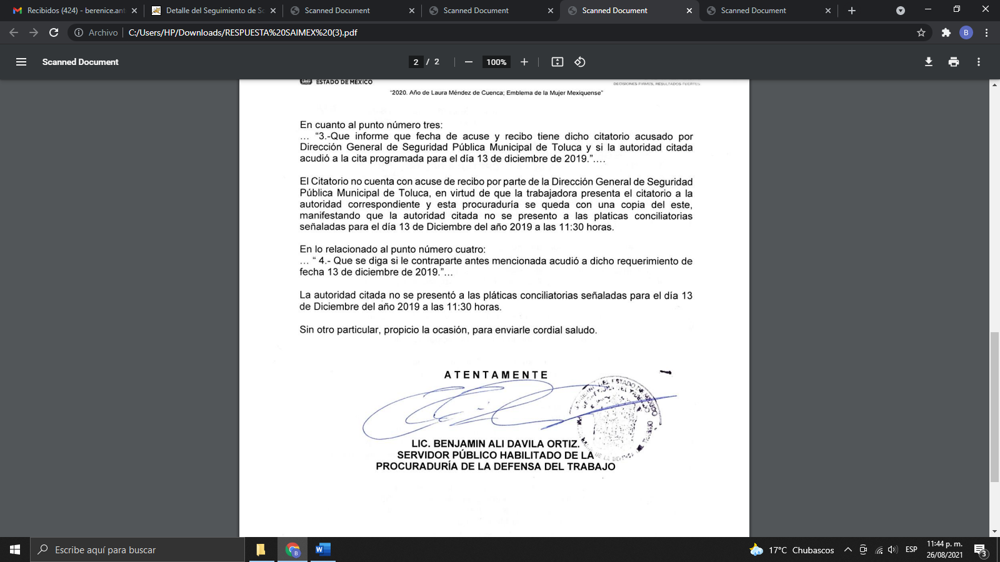 Recibidos (424) - berenice.ant
Detalle del Seguimiento de So
Scanned Document
Scanned Document
Scanned Document
Scanned Document
Archivo
C:/Users/HP/Downloads/RESPUESTA%20SAIMEX%20(3).pdf
B
Scanned Document
2 / 2
100%
ESTADO DE MÉXICO
DECISIONES FIRMES, RESULTADOS FUERTES.
“2020. Año de Laura Méndez de Cuenca; Emblema de la Mujer Mexiquense”
En cuanto al punto número tres:
… “3.-Que informe que fecha de acuse y recibo tiene dicho citatorio acusado por
Dirección General de Seguridad Pública Municipal de Toluca y si la autoridad citada
acudió a la cita programada para el día 13 de diciembre de 2019.”….
El Citatorio no cuenta con acuse de recibo por parte de la Dirección General de Seguridad
Pública Municipal de Toluca, en virtud de que la trabajadora presenta el citatorio a la
autoridad correspondiente y esta procuraduría se queda con una copia del este,
manifestando que la autoridad citada no se presento a las platicas conciliatorias
señaladas para el día 13 de Diciembre del año 2019 a las 11:30 horas.
En lo relacionado al punto número cuatro:
… “ 4.- Que se diga si le contraparte antes mencionada acudió a dicho requerimiento de
fecha 13 de diciembre de 2019.”…
La autoridad citada no se presentó a las pláticas conciliatorias señaladas para el día 13
de Diciembre del año 2019 a las 11:30 horas.
Sin otro particular, propicio la ocasión, para enviarle cordial saludo.
A T E N T A M E N T E
LIC. BENJAMIN ALI DAVILA ORTIZ.
SERVIDOR PÚBLICO HABILITADO DE LA
PROCURADURÍA DE LA DEFENSA DEL TRABAJO
Escribe aquí para buscar
B
17°C Chubascos
ESP
11:44 p. m.
26/08/2021
3